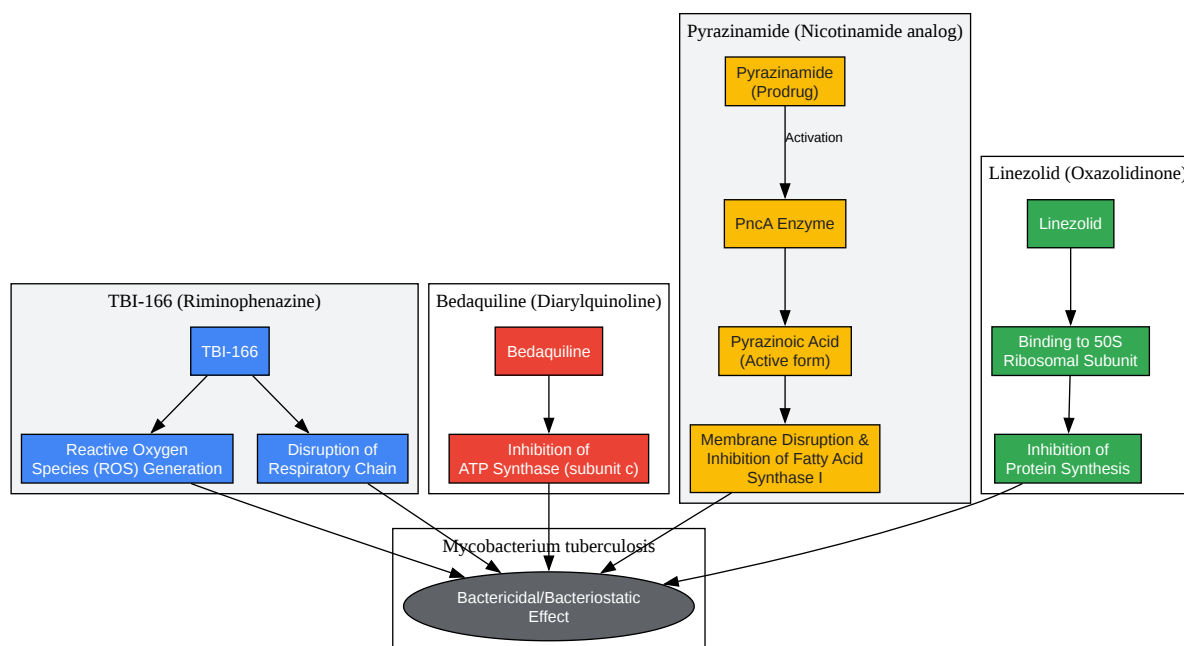 Pyrazinamide (Nicotinamide analog)
Pyrazinamide
(Prodrug)
Activation
PncA Enzyme
Pyrazinoic Acid
(Active form)
Membrane Disruption &
Inhibition of Fatty Acid
Synthase I
Linezolid (Oxazolidinone)
Linezolid
Binding to 50S
Ribosomal Subunit
Inhibition of
Protein Synthesis
TBI-166 (Riminophenazine)
TBI-166
Reactive Oxygen
Species (ROS) Generation
Disruption of
Respiratory Chain
Bedaquiline (Diarylquinoline)
Bedaquiline
Inhibition of
ATP Synthase (subunit c)
Mycobacterium tuberculosis
Bactericidal/Bacteriostatic
Effect